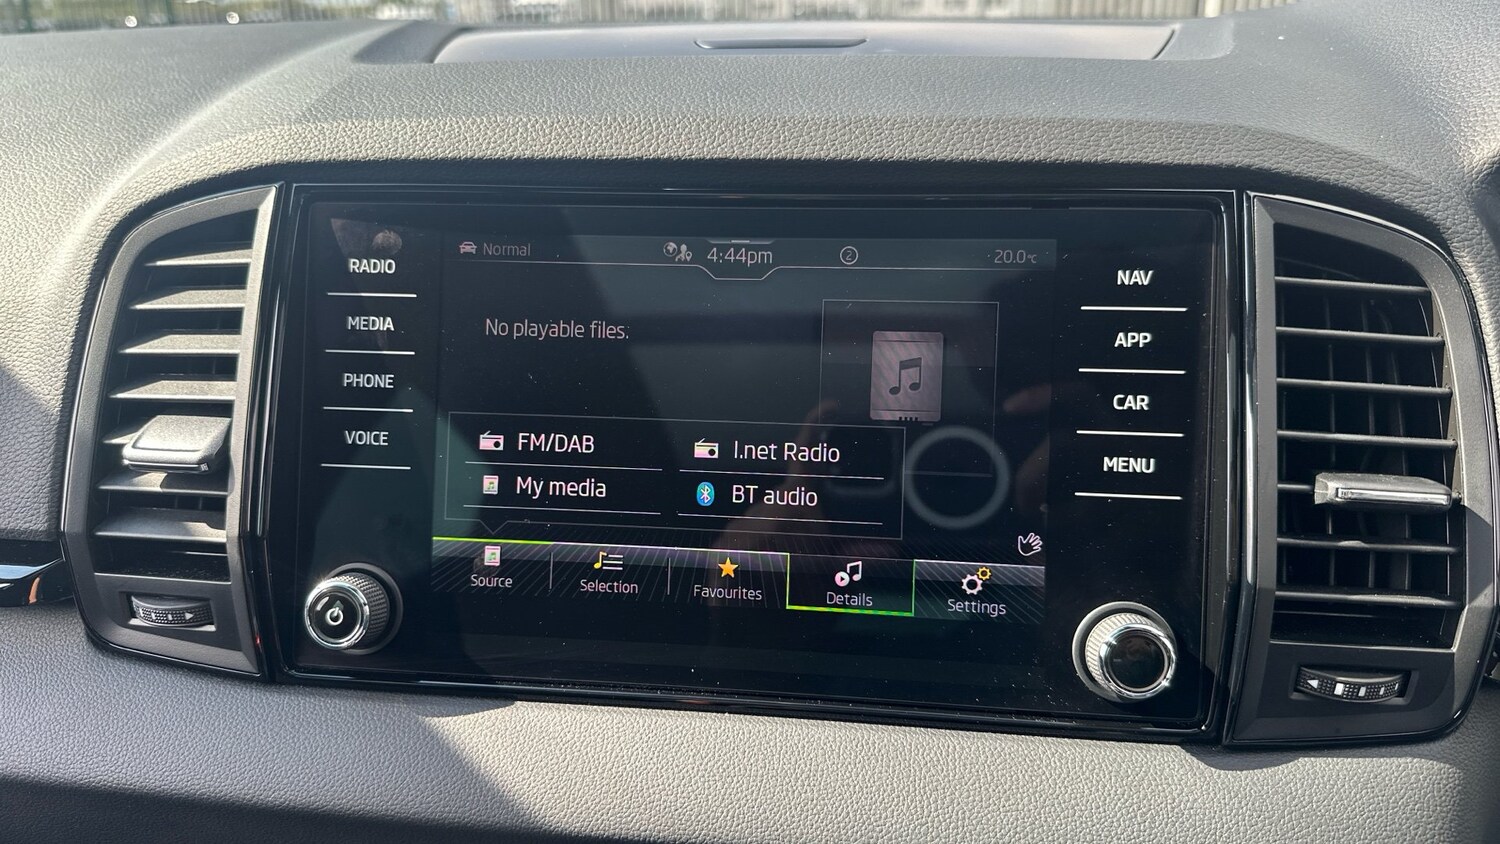 Normal
4:44pm
2
20.0°C
RADIO
MEDIA
PHONE
VOICE
No playable files.
FM/DAB
I.net Radio
My media
BT audio
Source
Selection
Favourites
Details
Settings
NAV
APP
CAR
MENU